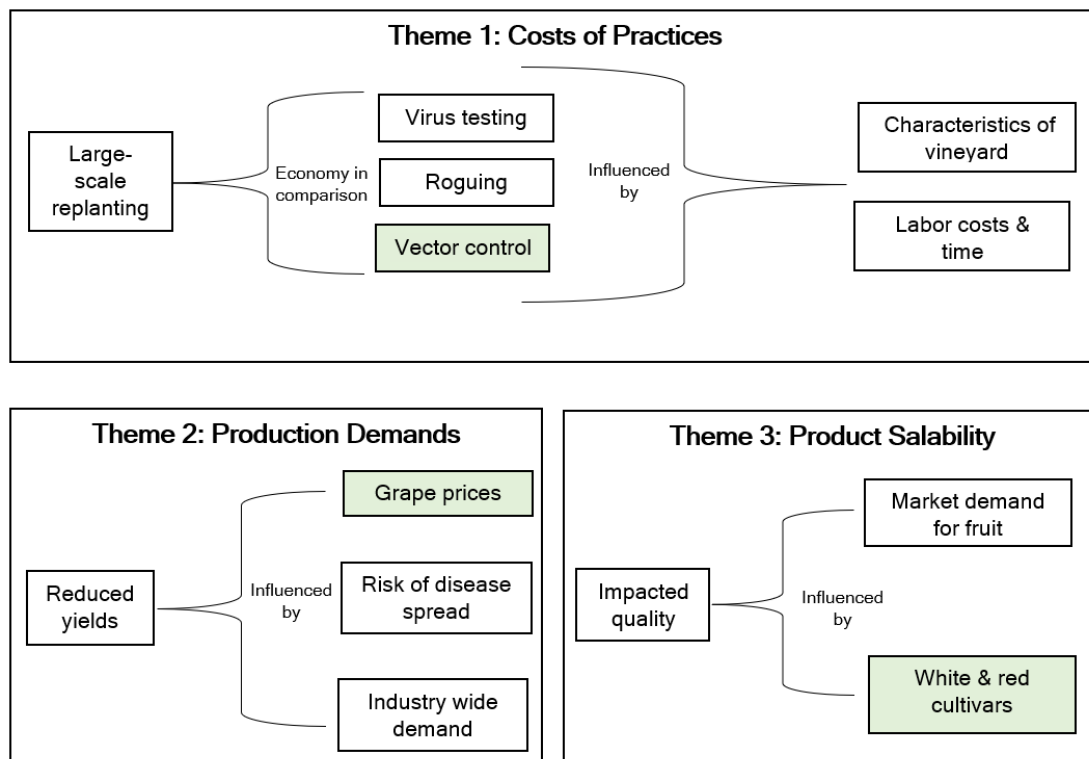 Theme 1: Costs of Practices
Large-
scale
replanting
Economy in
comparison
Virus testing
Roguing
Vector control
Influenced
by
Characteristics of
vineyard
Labor costs &
time
Theme 2: Production Demands
Reduced
yields
Influenced
by
Grape prices
Risk of disease
spread
Industry wide
demand
Theme 3: Product Salability
Impacted
quality
Influenced
by
Market demand
for fruit
White & red
cultivars